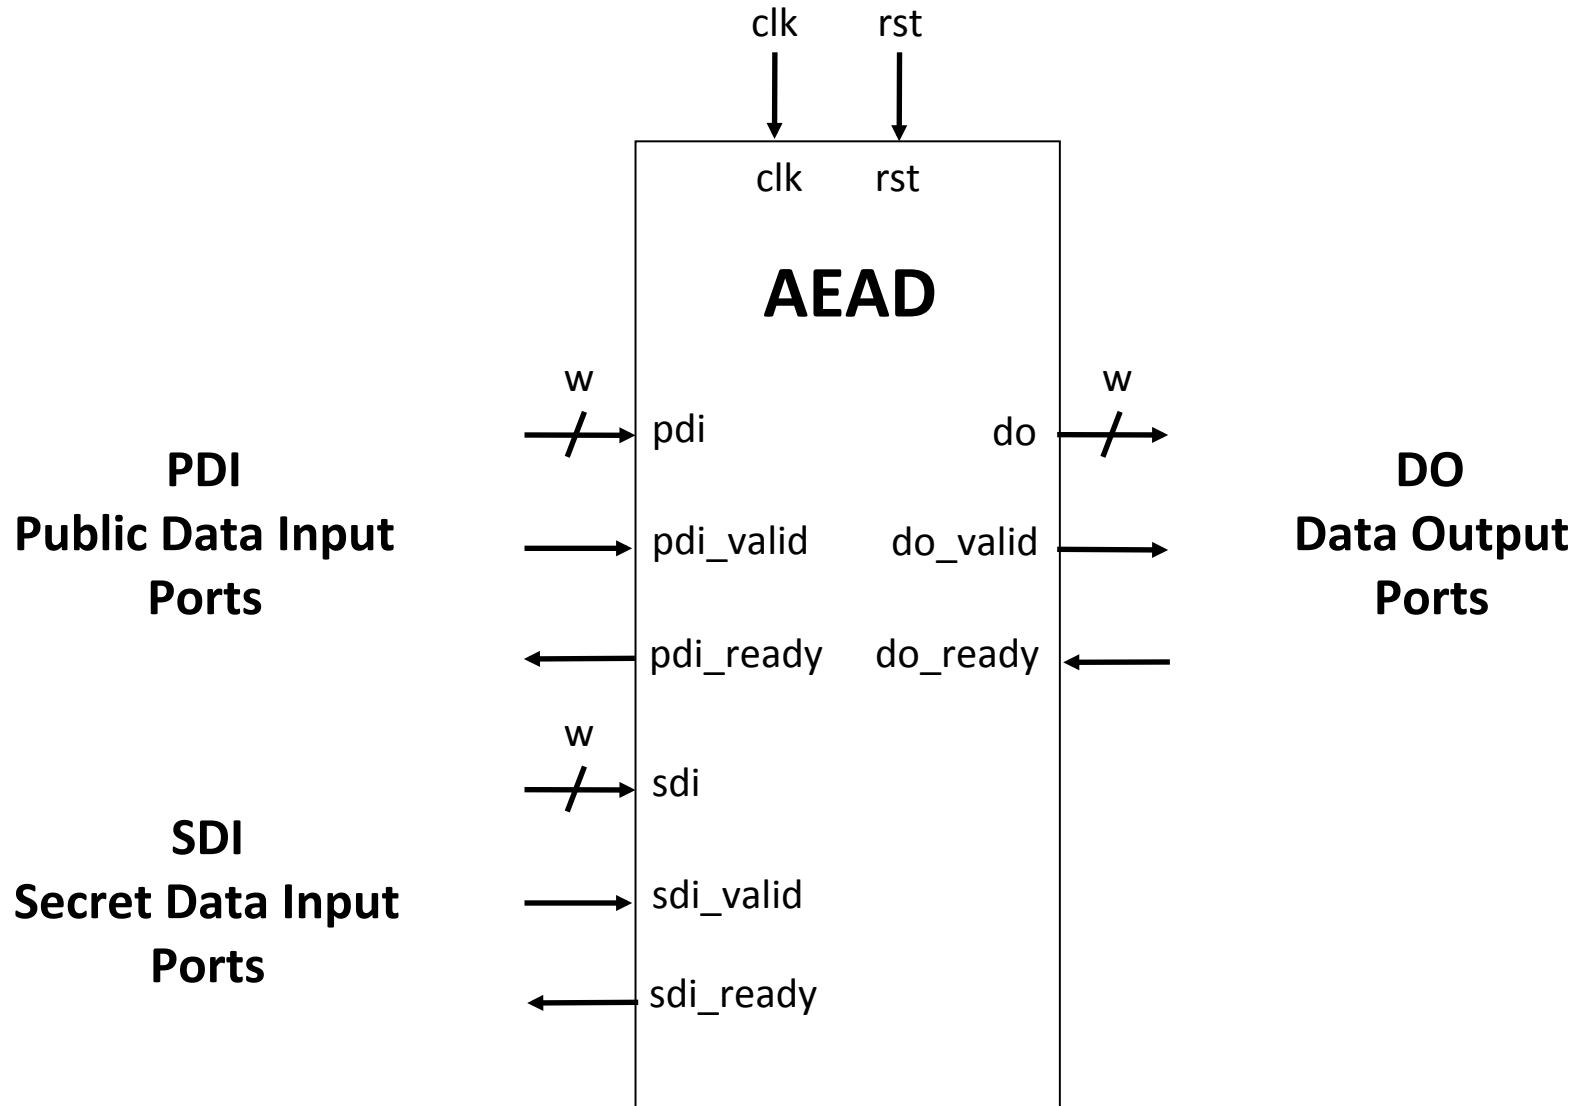 clk rst
clk rst
AEAD
w w
pdi do
PDI
Public Data Input
Ports
DO
Data Output
Ports
pdi_valid do_valid
pdi_ready do_ready
w
sdi
SDI
Secret Data Input
Ports
sdi_valid
sdi_ready